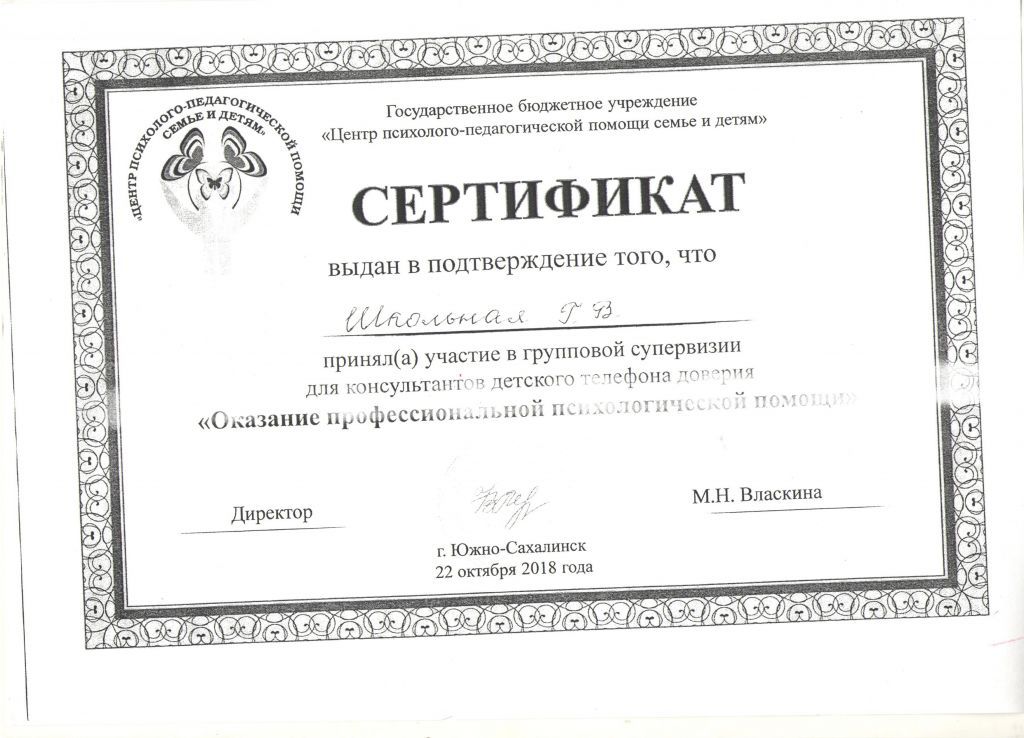 «ЦЕНТР ПСИХОЛОГО-ПЕДАГОГИЧЕСКОЙ ПОМОЩИ
СЕМЬЕ И ДЕТЯМ»
Государственное бюджетное учреждение
«Центр психолого-педагогической помощи семье и детям»
СЕРТИФИКАТ
выдан в подтверждение того, что
Школьная Г В
принял(а) участие в групповой супервизии
для консультантов детского телефона доверия
«Оказание профессиональной психологической помощи»
Директор
М.Н. Власкина
г. Южно-Сахалинск
22 октября 2018 года